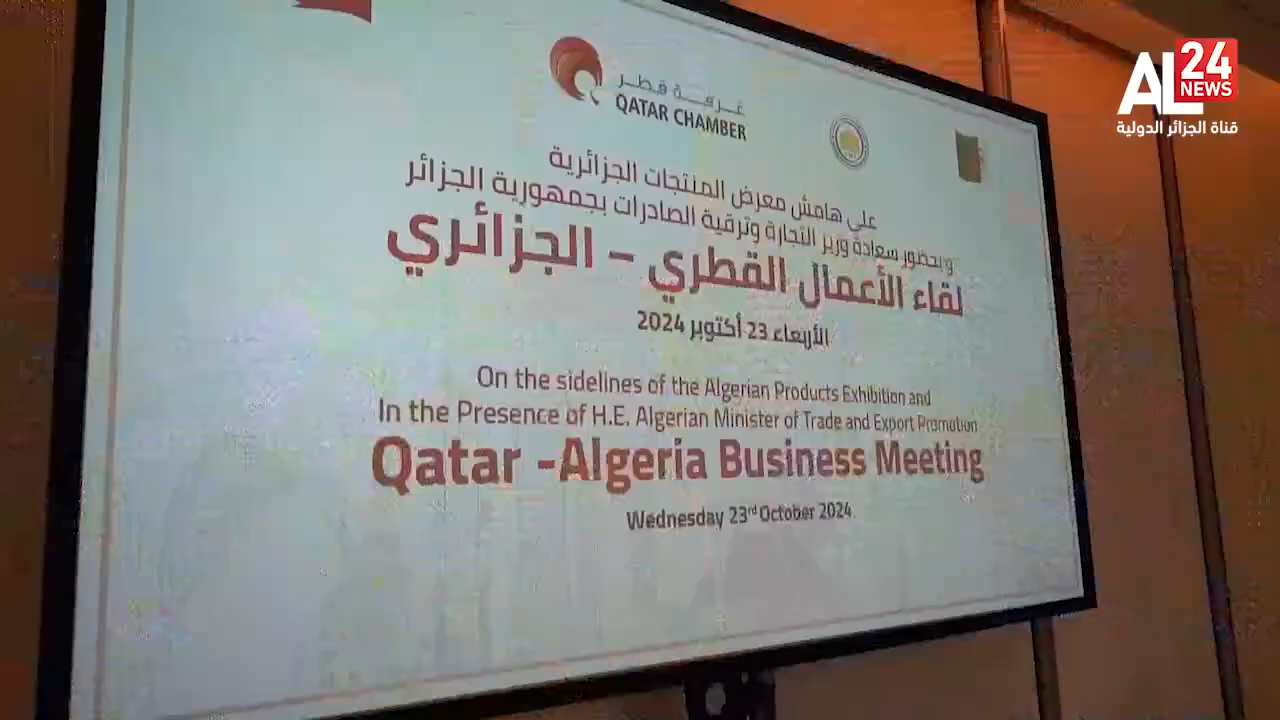 AL 24 NEWS
قناة الجزائر الدولية
غرفة قطر
QATAR CHAMBER
على هامش معرض المنتجات الجزائرية
وبحضور سعادة وزير التجارة وترقية الصادرات بجمهورية الجزائر
لقاء الأعمال القطري - الجزائري
الأربعاء 23 أكتوبر 2024
On the sidelines of the Algerian Products Exhibition and
In the Presence of H.E. Algerian Minister of Trade and Export Promotion
Qatar -Algeria Business Meeting
Wednesday 23rd October 2024